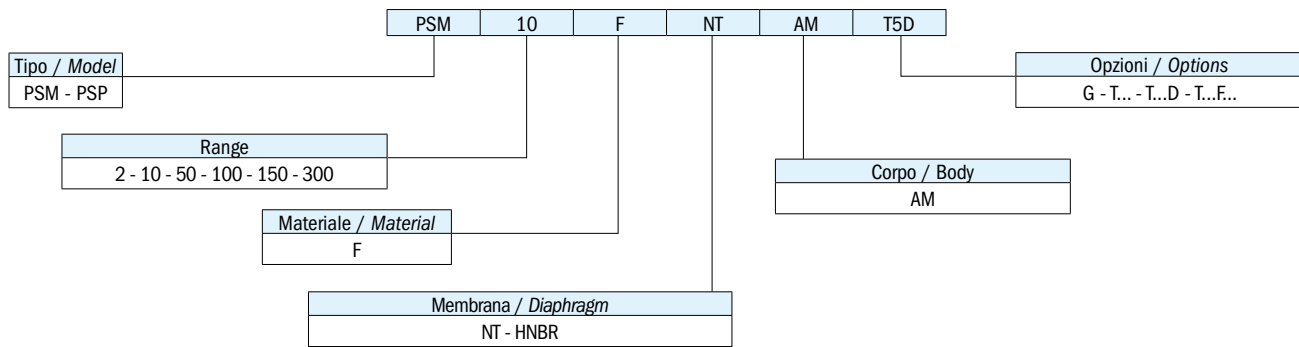 PSM 10 F NT AM T5D
Tipo / Model
PSM - PSP
Opzioni / Options
G - T... - T...D - T...F...
Range
2 - 10 - 50 - 100 - 150 - 300
Corpo / Body
AM
Materiale / Material
F
Membrana / Diaphragm
NT - HNBR